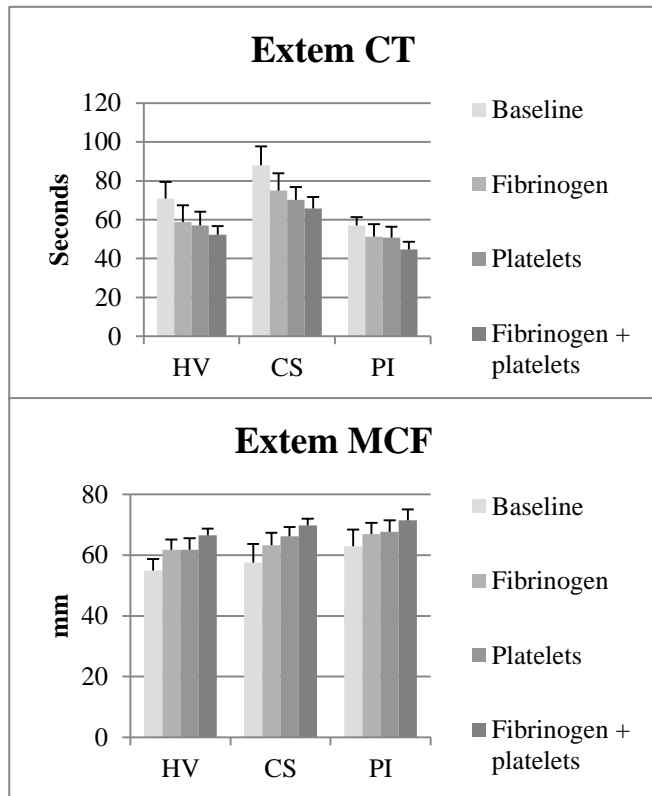 Extem CT
120
100
80
60
40
20
0
Seconds
HV CS PI
Baseline
Fibrinogen
Platelets
Fibrinogen +
platelets
Extem MCF
80
60
40
20
0
mm
HV CS PI
Baseline
Fibrinogen
Platelets
Fibrinogen +
platelets